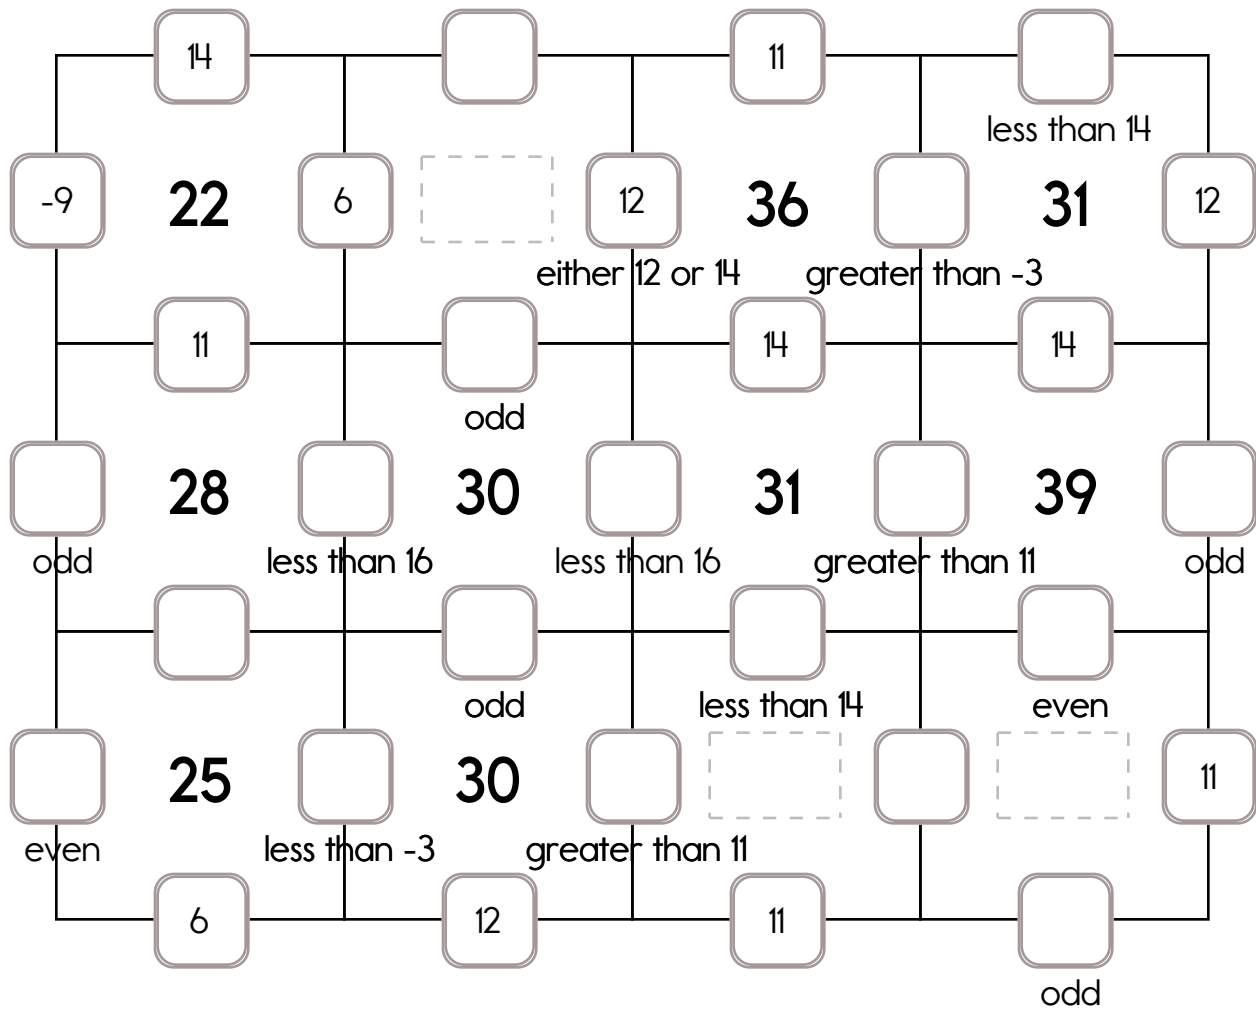 14 11
less than 14
-9 22 6 12 36 31 12
either 12 or 14 greater than -3
11 14 14
odd
28 30 31 39
odd less than 16 less than 16 greater than 11 odd
odd less than 14 even
25 30 11
even less than -3 greater than 11
6 12 11
odd